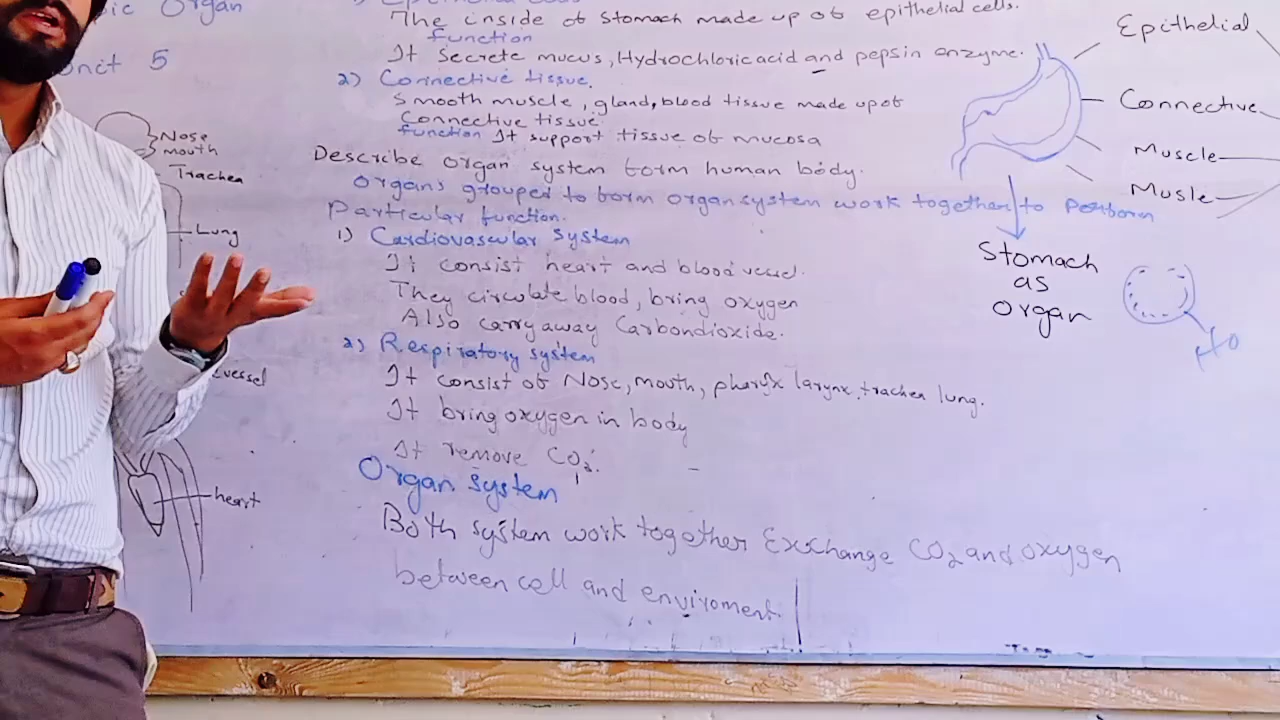 Organ
Unit 5
Nose
mouth
Trachea
Lung
vessel
heart
The inside of stomach made up of epithelial cells.
function
It secrete mucus, Hydrochloric acid and pepsin enzyme.
2) Connective tissue.
Smooth muscle, gland, blood tissue made up of
Connective tissue
function It support tissue of mucosa
Describe organ system form human body.
Organs grouped to form organ system work together to perform
Particular function.
1) Cardiovascular System
It consist heart and blood vessel.
They circulate blood, bring oxygen
Also carry away Carbondioxide.
2) Respiratory system
It consist of Nose, mouth, pharyx larynx, trachea lung.
It bring oxygen in body
It remove CO2.
Organ system
Both system work together Exchange CO2 and oxygen
between cell and enviroment.
Epithelial
Connective
Muscle
Musle
Stomach
as
organ